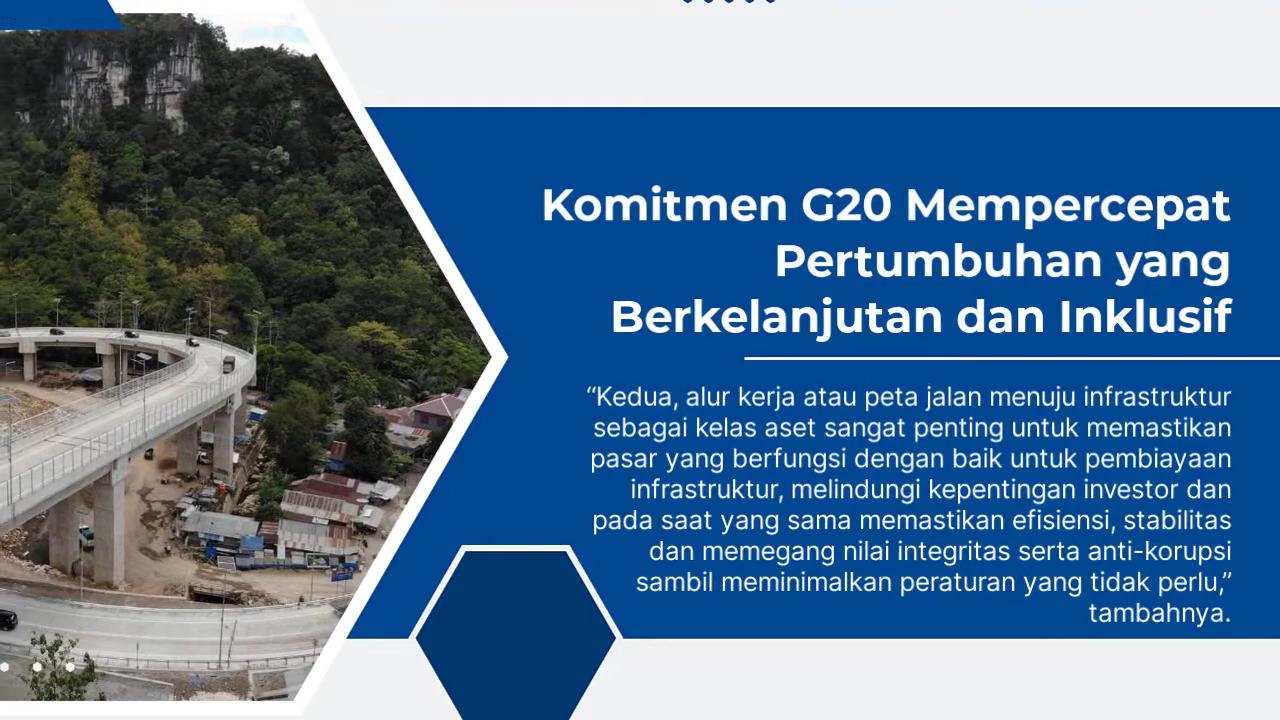 Komitmen G20 Mempercepat
Pertumbuhan yang
Berkelanjutan dan Inklusif
“Kedua, alur kerja atau peta jalan menuju infrastruktur
sebagai kelas aset sangat penting untuk memastikan
pasar yang berfungsi dengan baik untuk pembiayaan
infrastruktur, melindungi kepentingan investor dan
pada saat yang sama memastikan efisiensi, stabilitas
dan memegang nilai integritas serta anti-korupsi
sambil meminimalkan peraturan yang tidak perlu,”
tambahnya.